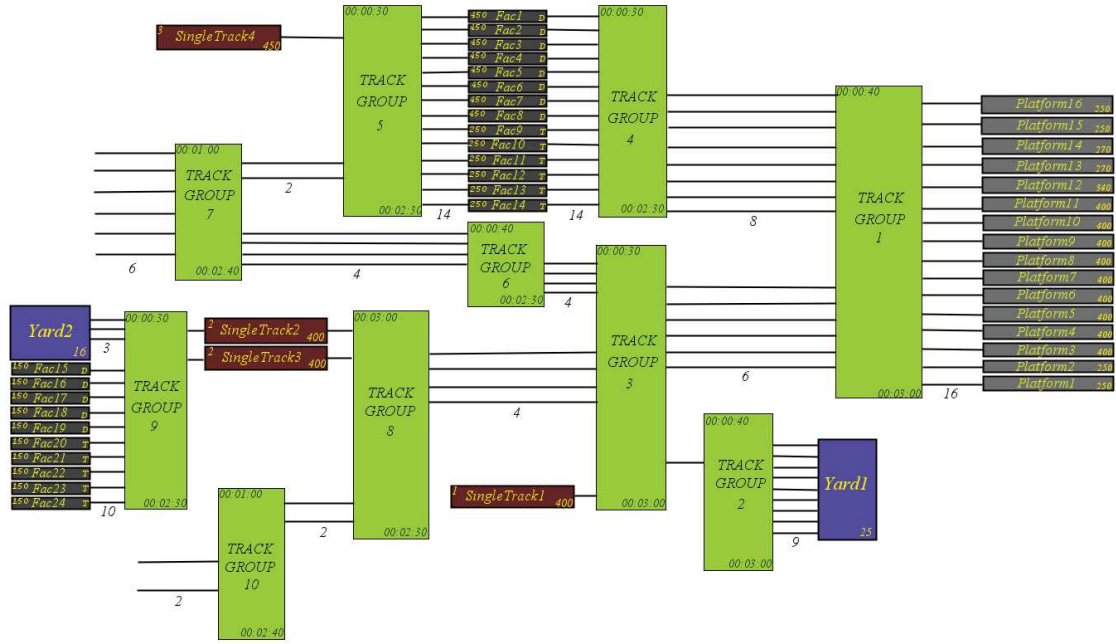 00:00:30
3 SingleTrack4 450
TRACK GROUP 5
00:02:30
14
450 Fac1 D
450 Fac2 D
450 Fac3 D
450 Fac4 D
450 Fac5 D
450 Fac6 D
450 Fac7 D
450 Fac8 D
250 Fac9 T
250 Fac10 T
250 Fac11 T
250 Fac12 T
250 Fac13 T
250 Fac14 T
14
00:00:30
TRACK GROUP 4
00:02:30
8
00:00:40
TRACK GROUP 1
00:03:00
16
Platform16 250
Platform15 250
Platform14 270
Platform13 270
Platform12 340
Platform11 400
Platform10 400
Platform9 400
Platform8 400
Platform7 400
Platform6 400
Platform5 400
Platform4 400
Platform3 400
Platform2 250
Platform1 250
00:01:00
TRACK GROUP 7
00:02:40
6
2
4
00:00:40
TRACK GROUP 6
00:02:30
4
00:00:30
TRACK GROUP 3
00:03:00
6
Yard2
16
3
150 Fac15 D
150 Fac16 D
150 Fac17 D
150 Fac18 D
150 Fac19 D
150 Fac20 T
150 Fac21 T
150 Fac22 T
150 Fac23 T
150 Fac24 T
10
00:00:30
TRACK GROUP 9
00:02:30
2 SingleTrack2 400
2 SingleTrack3 400
00:03:00
TRACK GROUP 8
00:02:30
4
1 SingleTrack1 400
00:00:40
TRACK GROUP 2
00:03:00
9
Yard1
25
00:01:00
TRACK GROUP 10
00:02:40
2
2